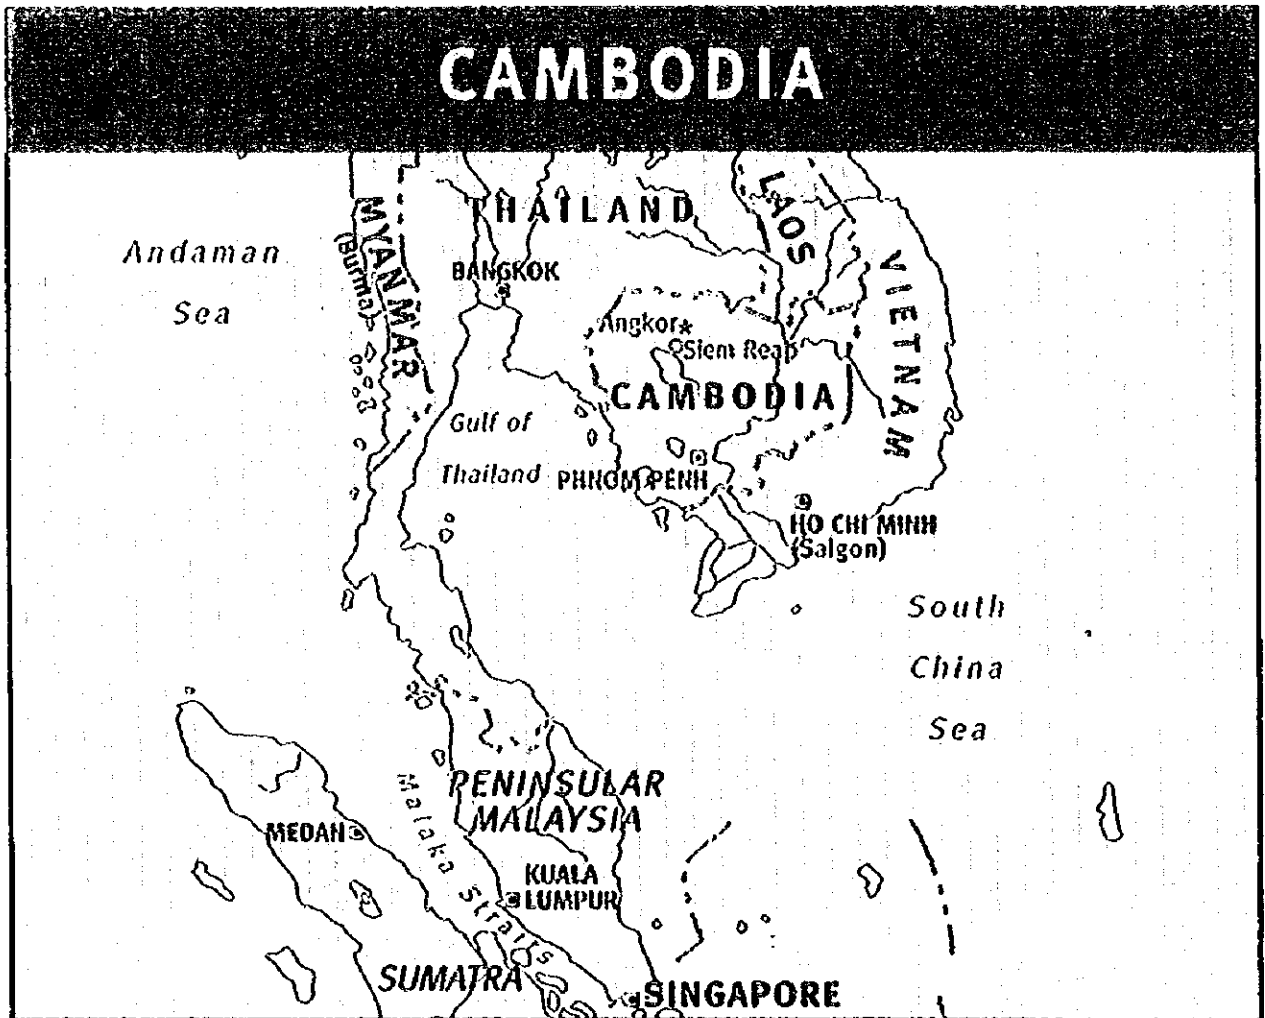 CAMBODIA
THAILAND
LAOS
MYANMAR
(Burma)
Andaman
Sea
BANGKOK
VIETNAM
Angkor
Siem Reap
CAMBODIA
Gulf of
Thailand
PHNOM PENH
HO CHI MINH
(Saigon)
South
China
Sea
PENINSULAR
MALAYSIA
Malaka Straits
MEDAN
KUALA
LUMPUR
SUMATRA
SINGAPORE